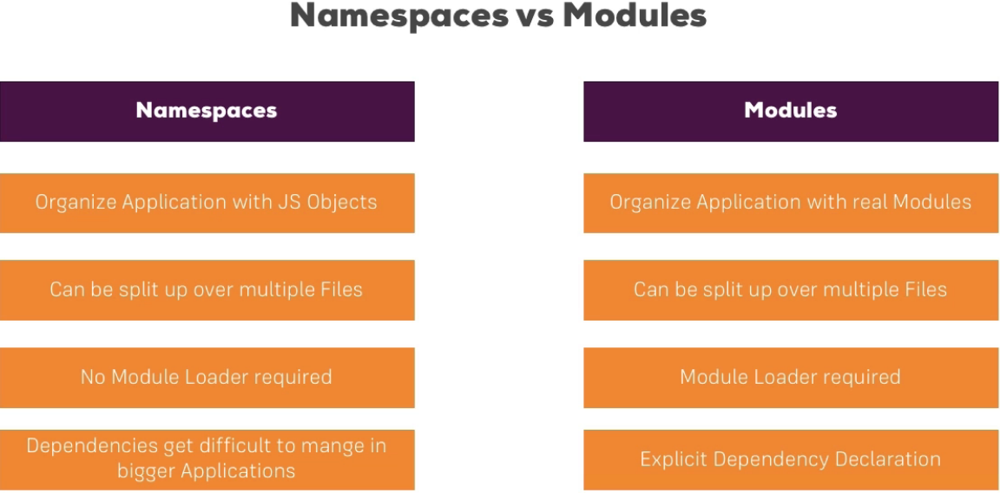 Namespaces vs Modules
Namespaces
Modules
Organize Application with JS Objects
Organize Application with real Modules
Can be split up over multiple Files
Can be split up over multiple Files
No Module Loader required
Module Loader required
Dependencies get difficult to mange in
bigger Applications
Explicit Dependency Declaration